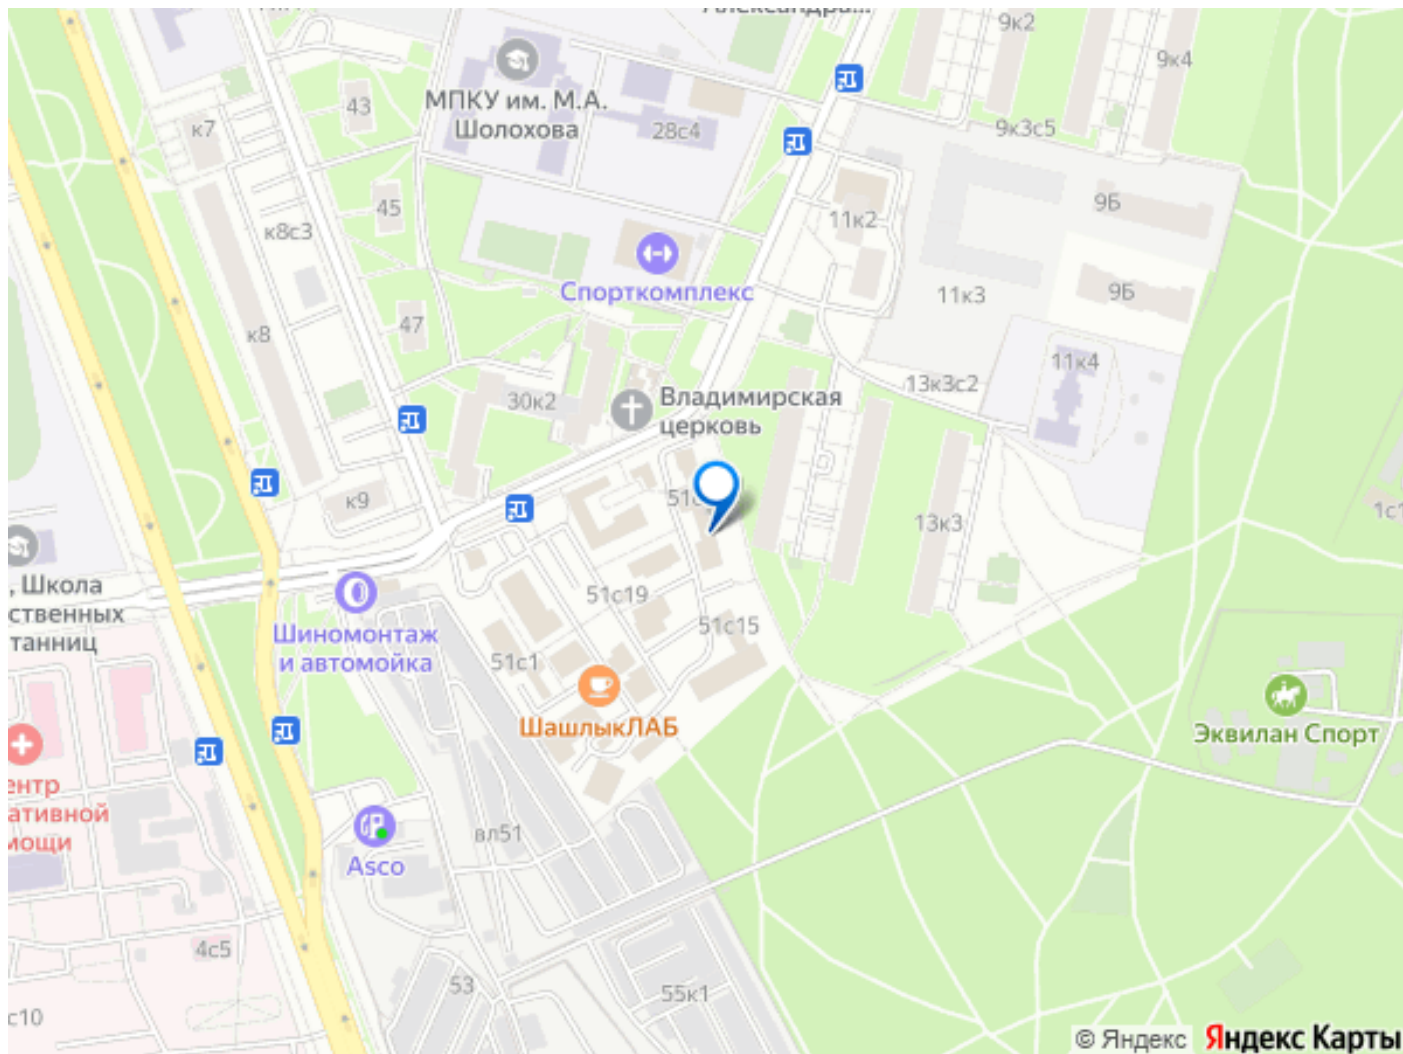 9к2
9к4
43
МПКУ им. М.А.
Шолохова
к7
28с4
9к3с5
45
9Б
11к2
к8с3
Спорткомплекс
11к3
9Б
47
к8
11к4
13к3с2
30к2
Владимирская
церковь
к9
13к3
, Школа
51с19
ственных
танниц
Шиномонтаж
и автомойка
51с15
51с1
ШашлыкЛАБ
Эквилан Спорт
ентр
ативной
мощи
вл51
Asco
4с5
53
55к1
с10
© Яндекс
Яндекс Карты